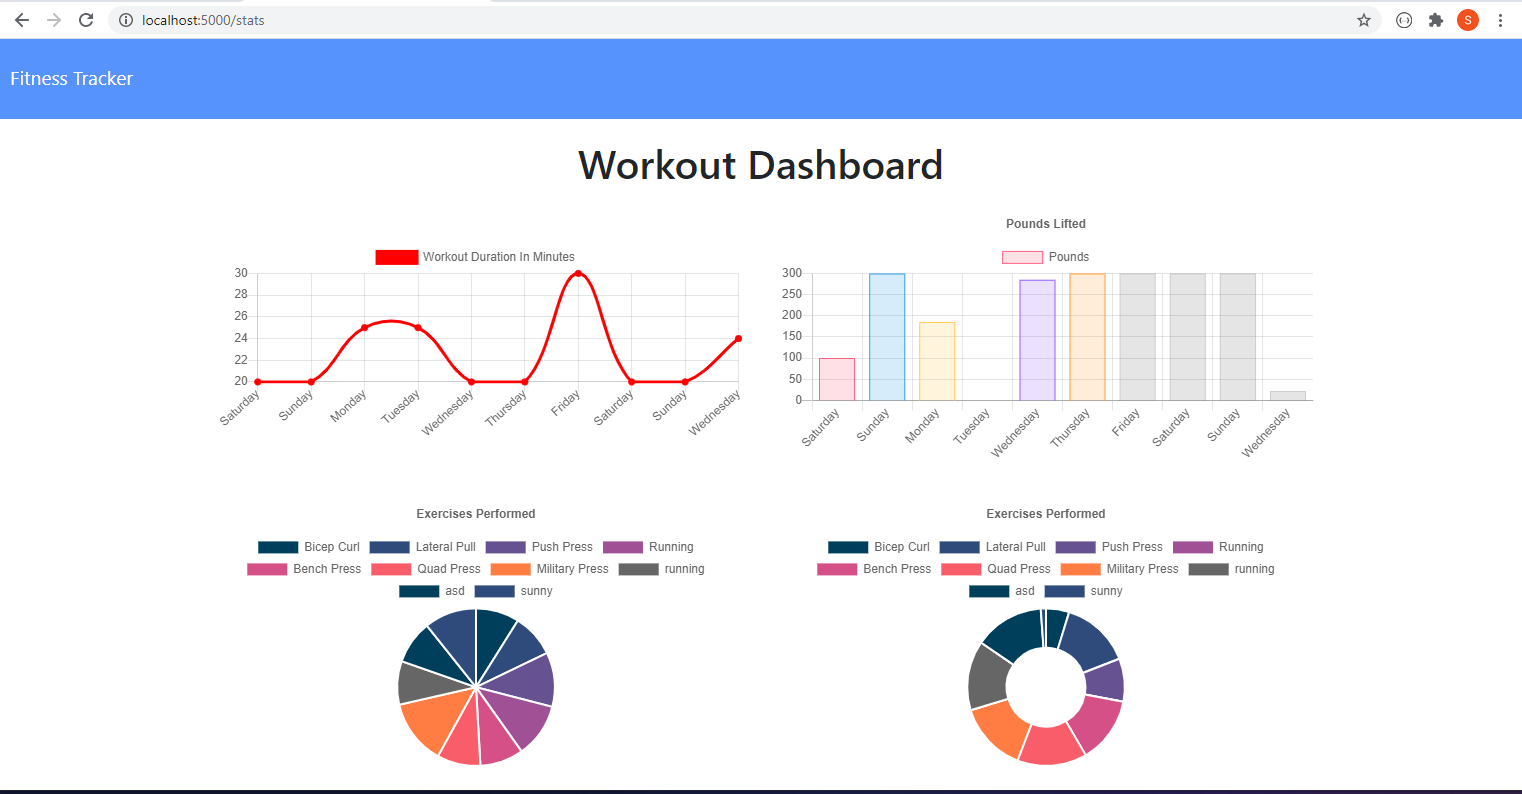 localhost:5000/stats
S
Fitness Tracker
Workout Dashboard
Workout Duration In Minutes
30
28
26
24
22
20
Saturday Sunday Monday Tuesday Wednesday Thursday Friday Saturday Sunday Wednesday
Pounds Lifted
Pounds
300
250
200
150
100
50
0
Saturday Sunday Monday Tuesday Wednesday Thursday Friday Saturday Sunday Wednesday
Exercises Performed
Bicep Curl Lateral Pull Push Press Running
Bench Press Quad Press Military Press running
asd sunny
Exercises Performed
Bicep Curl Lateral Pull Push Press Running
Bench Press Quad Press Military Press running
asd sunny